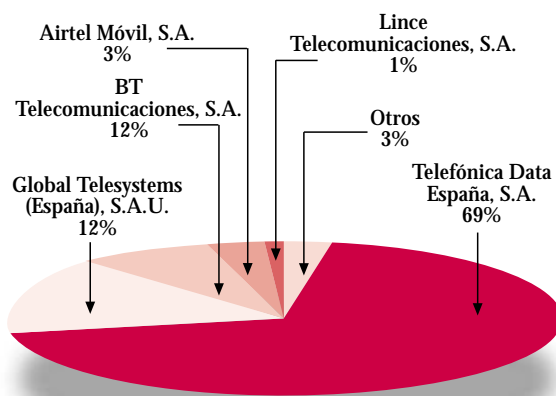 Airtel Móvil, S.A.
3%
Lince
Telecomunicaciones, S.A.
1%
BT
Telecomunicaciones, S.A.
12%
Otros
3%
Global Telesystems
(España), S.A.U.
12%
Telefónica Data
España, S.A.
69%